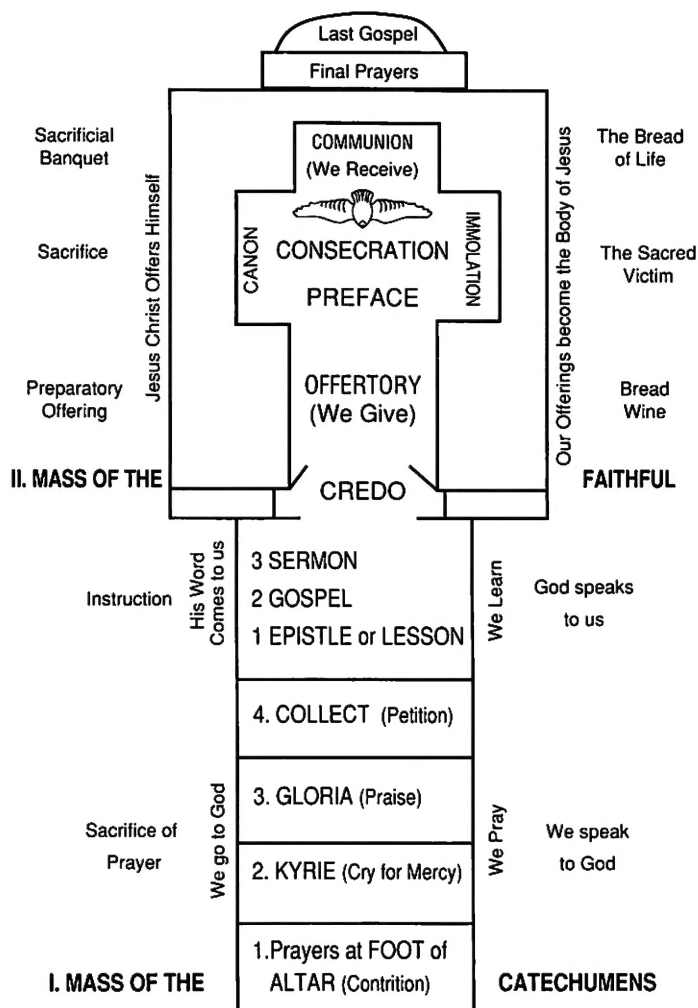 Last Gospel
Final Prayers
Sacrificial
Banquet
Jesus Christ Offers Himself
COMMUNION
(We Receive)
Our Offerings become the Body of Jesus
The Bread
of Life
Sacrifice
CANON
CONSECRATION
PREFACE
IMMOLATION
The Sacred
Victim
Preparatory
Offering
OFFERTORY
(We Give)
Bread
Wine
II. MASS OF THE
CREDO
FAITHFUL
Instruction
His Word
Comes to us
3 SERMON
2 GOSPEL
1 EPISTLE or LESSON
We Learn
God speaks
to us
4. COLLECT (Petition)
3. GLORIA (Praise)
Sacrifice of
Prayer
We go to God
2. KYRIE (Cry for Mercy)
We Pray
We speak
to God
1.Prayers at FOOT of
ALTAR (Contrition)
I. MASS OF THE
CATECHUMENS